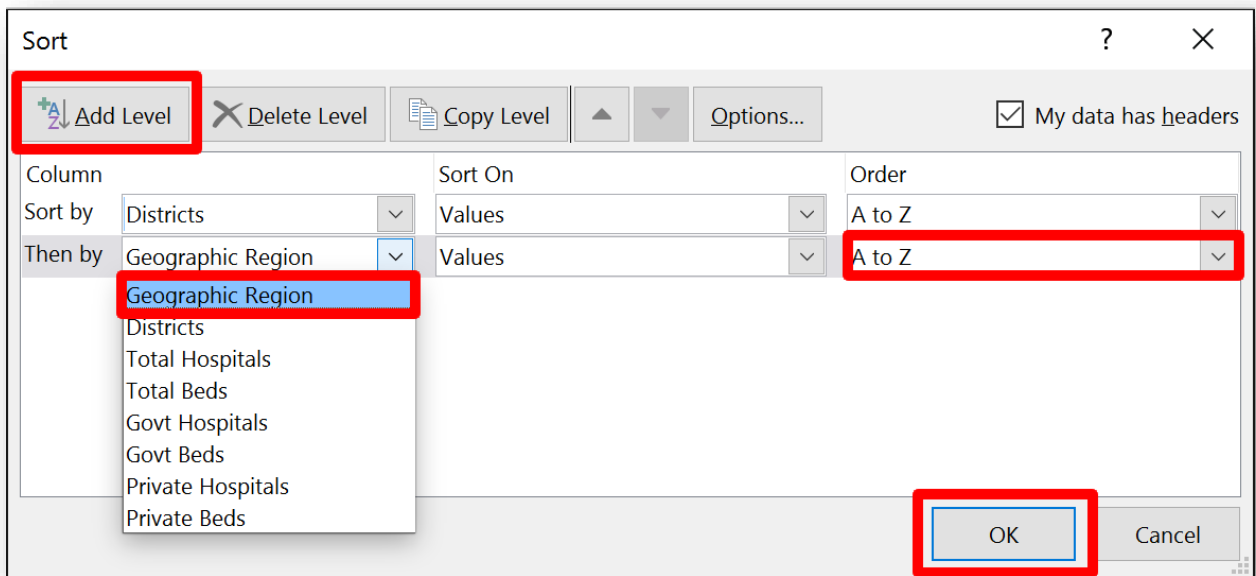 Sort ?
Add Level Delete Level Copy Level Options... My data has headers
Column Sort On Order
Sort by Districts Values A to Z
Then by Geographic Region Values A to Z
Geographic Region
Districts
Total Hospitals
Total Beds
Govt Hospitals
Govt Beds
Private Hospitals
Private Beds
OK Cancel